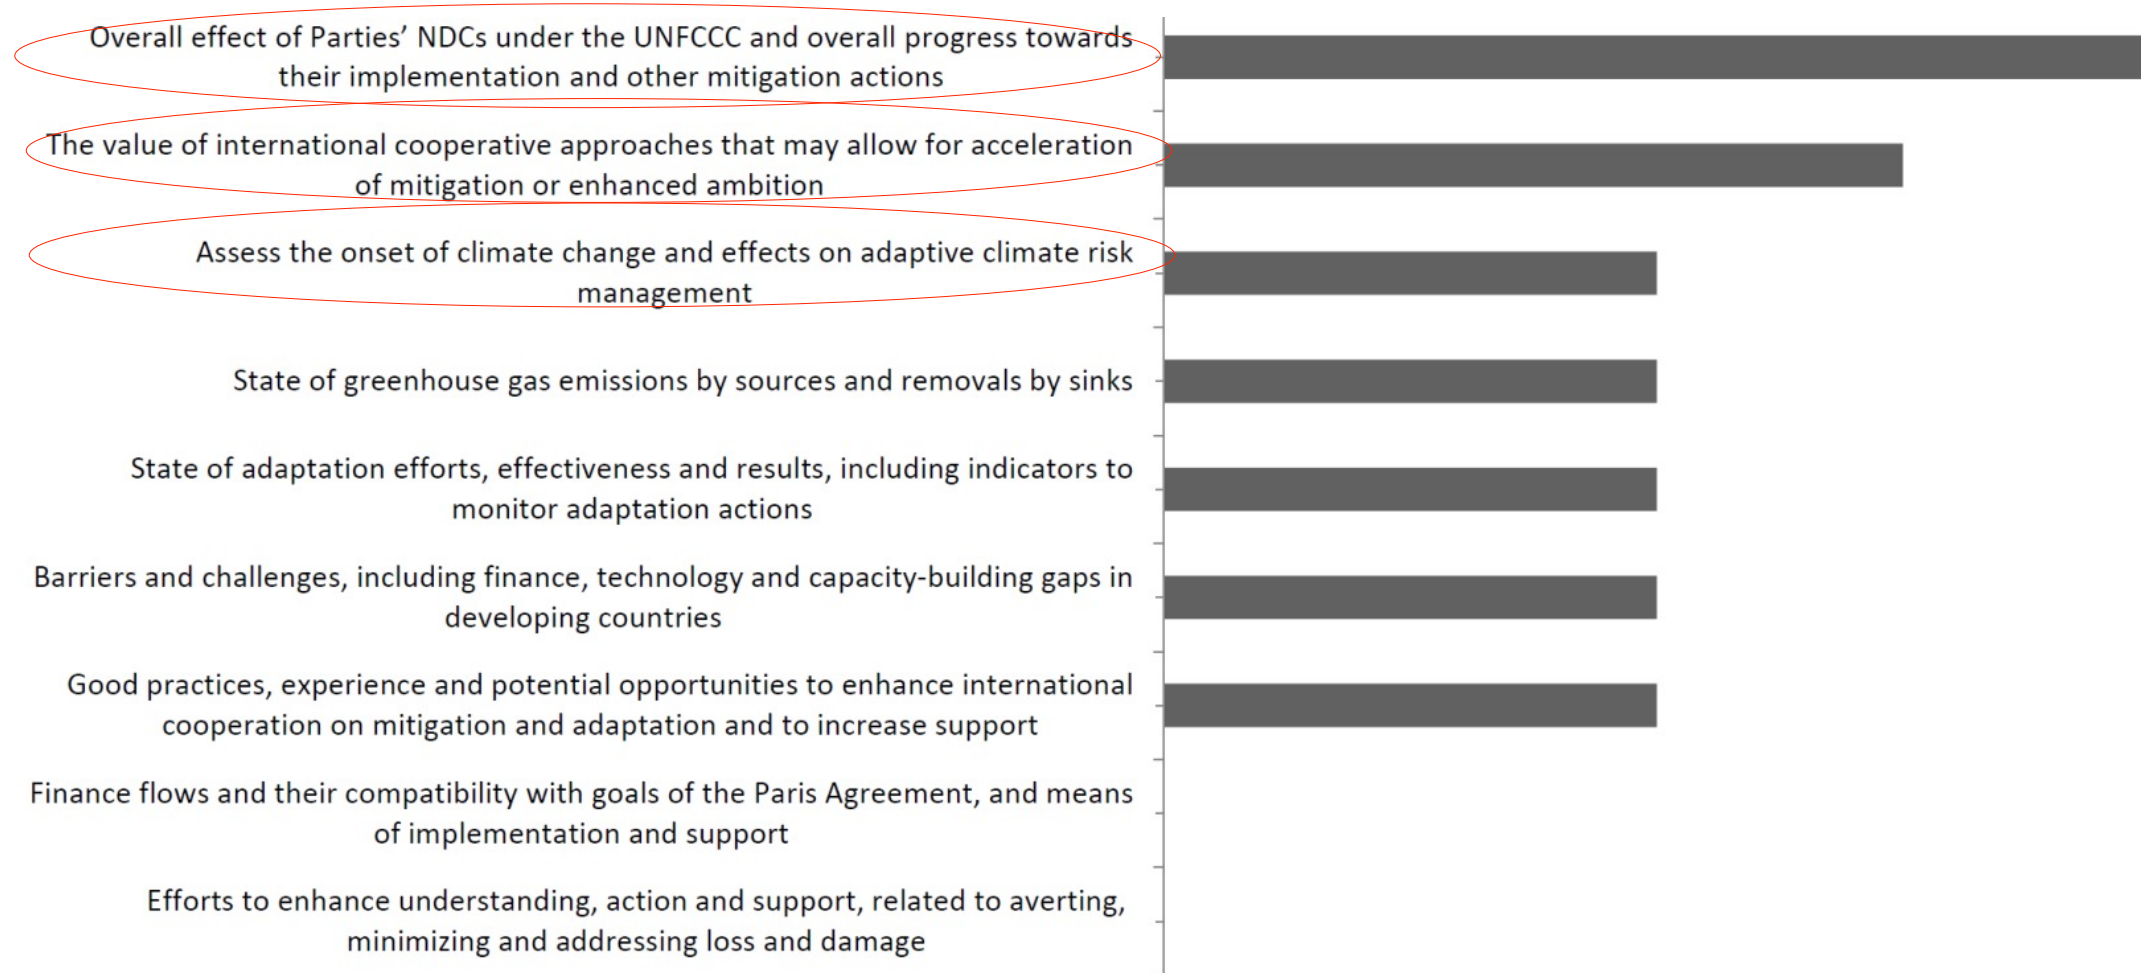 Overall effect of Parties’ NDCs under the UNFCCC and overall progress towards
their implementation and other mitigation actions
The value of international cooperative approaches that may allow for acceleration
of mitigation or enhanced ambition
Assess the onset of climate change and effects on adaptive climate risk
management
State of greenhouse gas emissions by sources and removals by sinks
State of adaptation efforts, effectiveness and results, including indicators to
monitor adaptation actions
Barriers and challenges, including finance, technology and capacity-building gaps in
developing countries
Good practices, experience and potential opportunities to enhance international
cooperation on mitigation and adaptation and to increase support
Finance flows and their compatibility with goals of the Paris Agreement, and means
of implementation and support
Efforts to enhance understanding, action and support, related to averting,
minimizing and addressing loss and damage